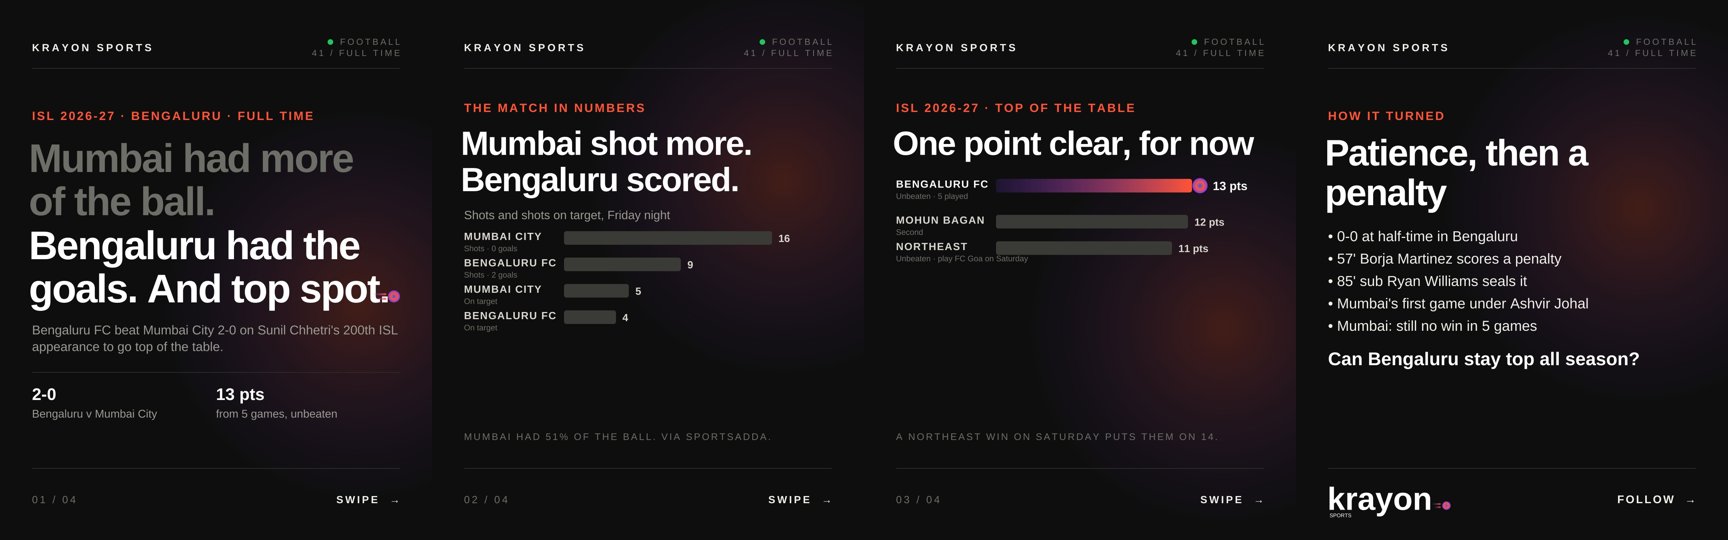 KRAYON SPORTS
FOOTBALL
41 / FULL TIME
ISL 2026-27 · BENGALURU · FULL TIME
Mumbai had more
of the ball.
Bengaluru had the
goals. And top spot.
Bengaluru FC beat Mumbai City 2-0 on Sunil Chhetri's 200th ISL
appearance to go top of the table.
2-0
Bengaluru v Mumbai City
13 pts
from 5 games, unbeaten
01 / 04
SWIPE →
KRAYON SPORTS
FOOTBALL
41 / FULL TIME
THE MATCH IN NUMBERS
Mumbai shot more.
Bengaluru scored.
Shots and shots on target, Friday night
MUMBAI CITY
Shots · 0 goals
16
BENGALURU FC
Shots · 2 goals
9
MUMBAI CITY
On target
5
BENGALURU FC
On target
4
MUMBAI HAD 51% OF THE BALL. VIA SPORTSADDA.
02 / 04
SWIPE →
KRAYON SPORTS
FOOTBALL
41 / FULL TIME
ISL 2026-27 · TOP OF THE TABLE
One point clear, for now
BENGALURU FC
Unbeaten · 5 played
13 pts
MOHUN BAGAN
Second
12 pts
NORTHEAST
Unbeaten · play FC Goa on Saturday
11 pts
A NORTHEAST WIN ON SATURDAY PUTS THEM ON 14.
03 / 04
SWIPE →
KRAYON SPORTS
FOOTBALL
41 / FULL TIME
HOW IT TURNED
Patience, then a
penalty
• 0-0 at half-time in Bengaluru
• 57' Borja Martinez scores a penalty
• 85' sub Ryan Williams seals it
• Mumbai's first game under Ashvir Johal
• Mumbai: still no win in 5 games
Can Bengaluru stay top all season?
krayon
SPORTS
FOLLOW →